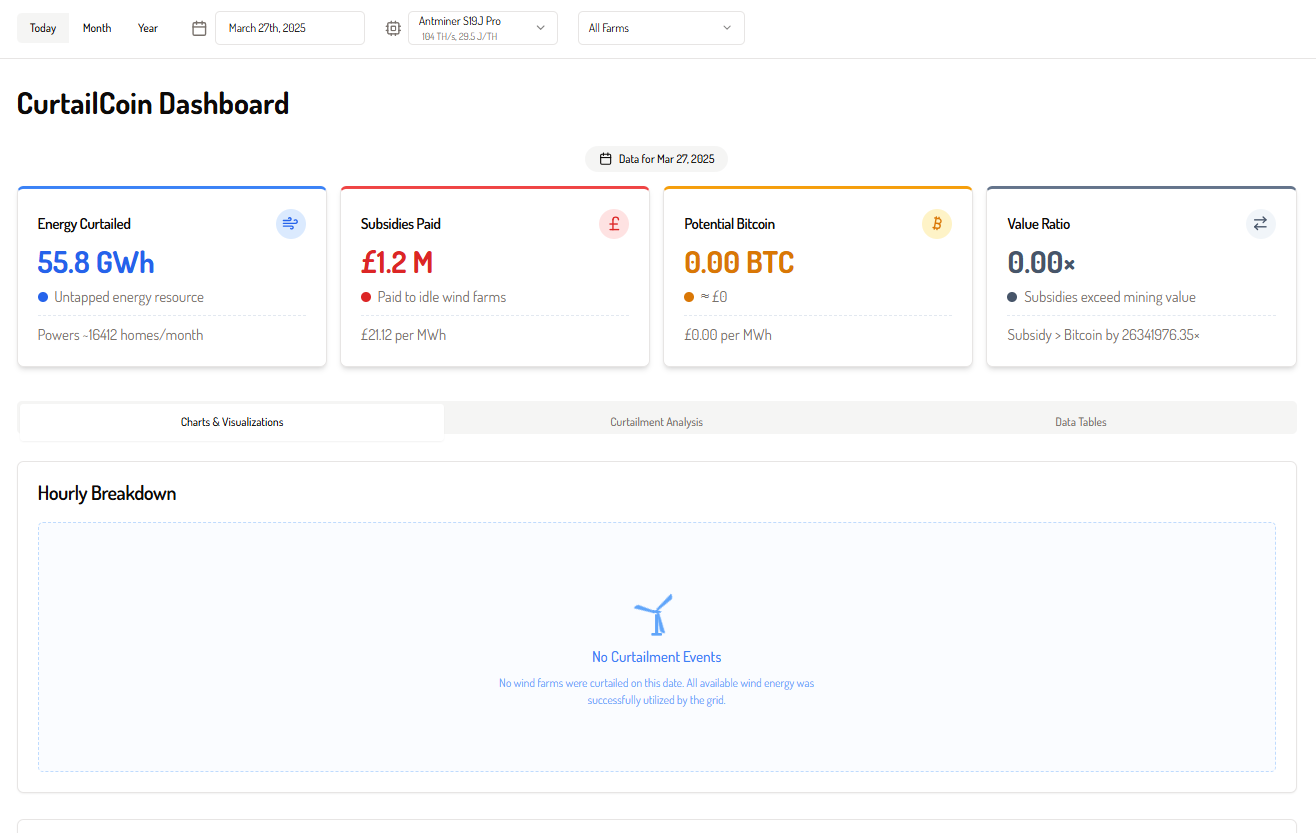 Today
Month
Year
March 27th, 2025
Antminer S19J Pro
104 TH/s, 29.5 J/TH
All Farms
CurtailCoin Dashboard
Data for Mar 27, 2025
Energy Curtailed
55.8 GWh
Untapped energy resource
Powers ~16412 homes/month
Subsidies Paid
£
£1.2 M
Paid to idle wind farms
£21.12 per MWh
Potential Bitcoin
₿
0.00 BTC
≈ £0
£0.00 per MWh
Value Ratio
0.00×
Subsidies exceed mining value
Subsidy > Bitcoin by 26341976.35×
Charts & Visualizations
Curtailment Analysis
Data Tables
Hourly Breakdown
No Curtailment Events
No wind farms were curtailed on this date. All available wind energy was
successfully utilized by the grid.